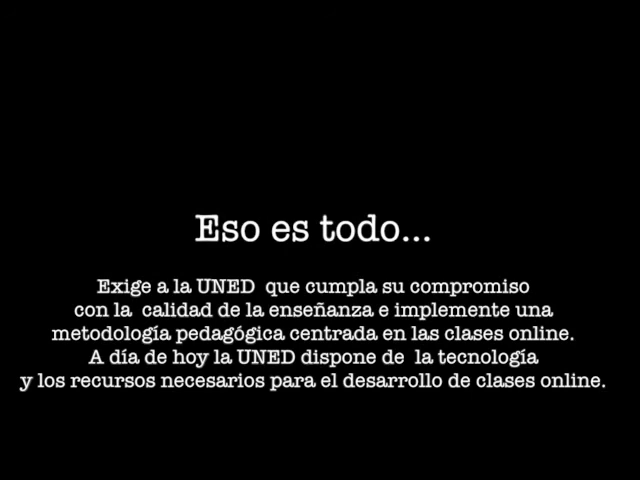 Eso es todo...
Exige a la UNED  que cumpla su compromiso
con la  calidad de la enseñanza e implemente una
metodología pedagógica centrada en las clases online.
A día de hoy la UNED dispone de  la tecnología
y los recursos necesarios para el desarrollo de clases online.